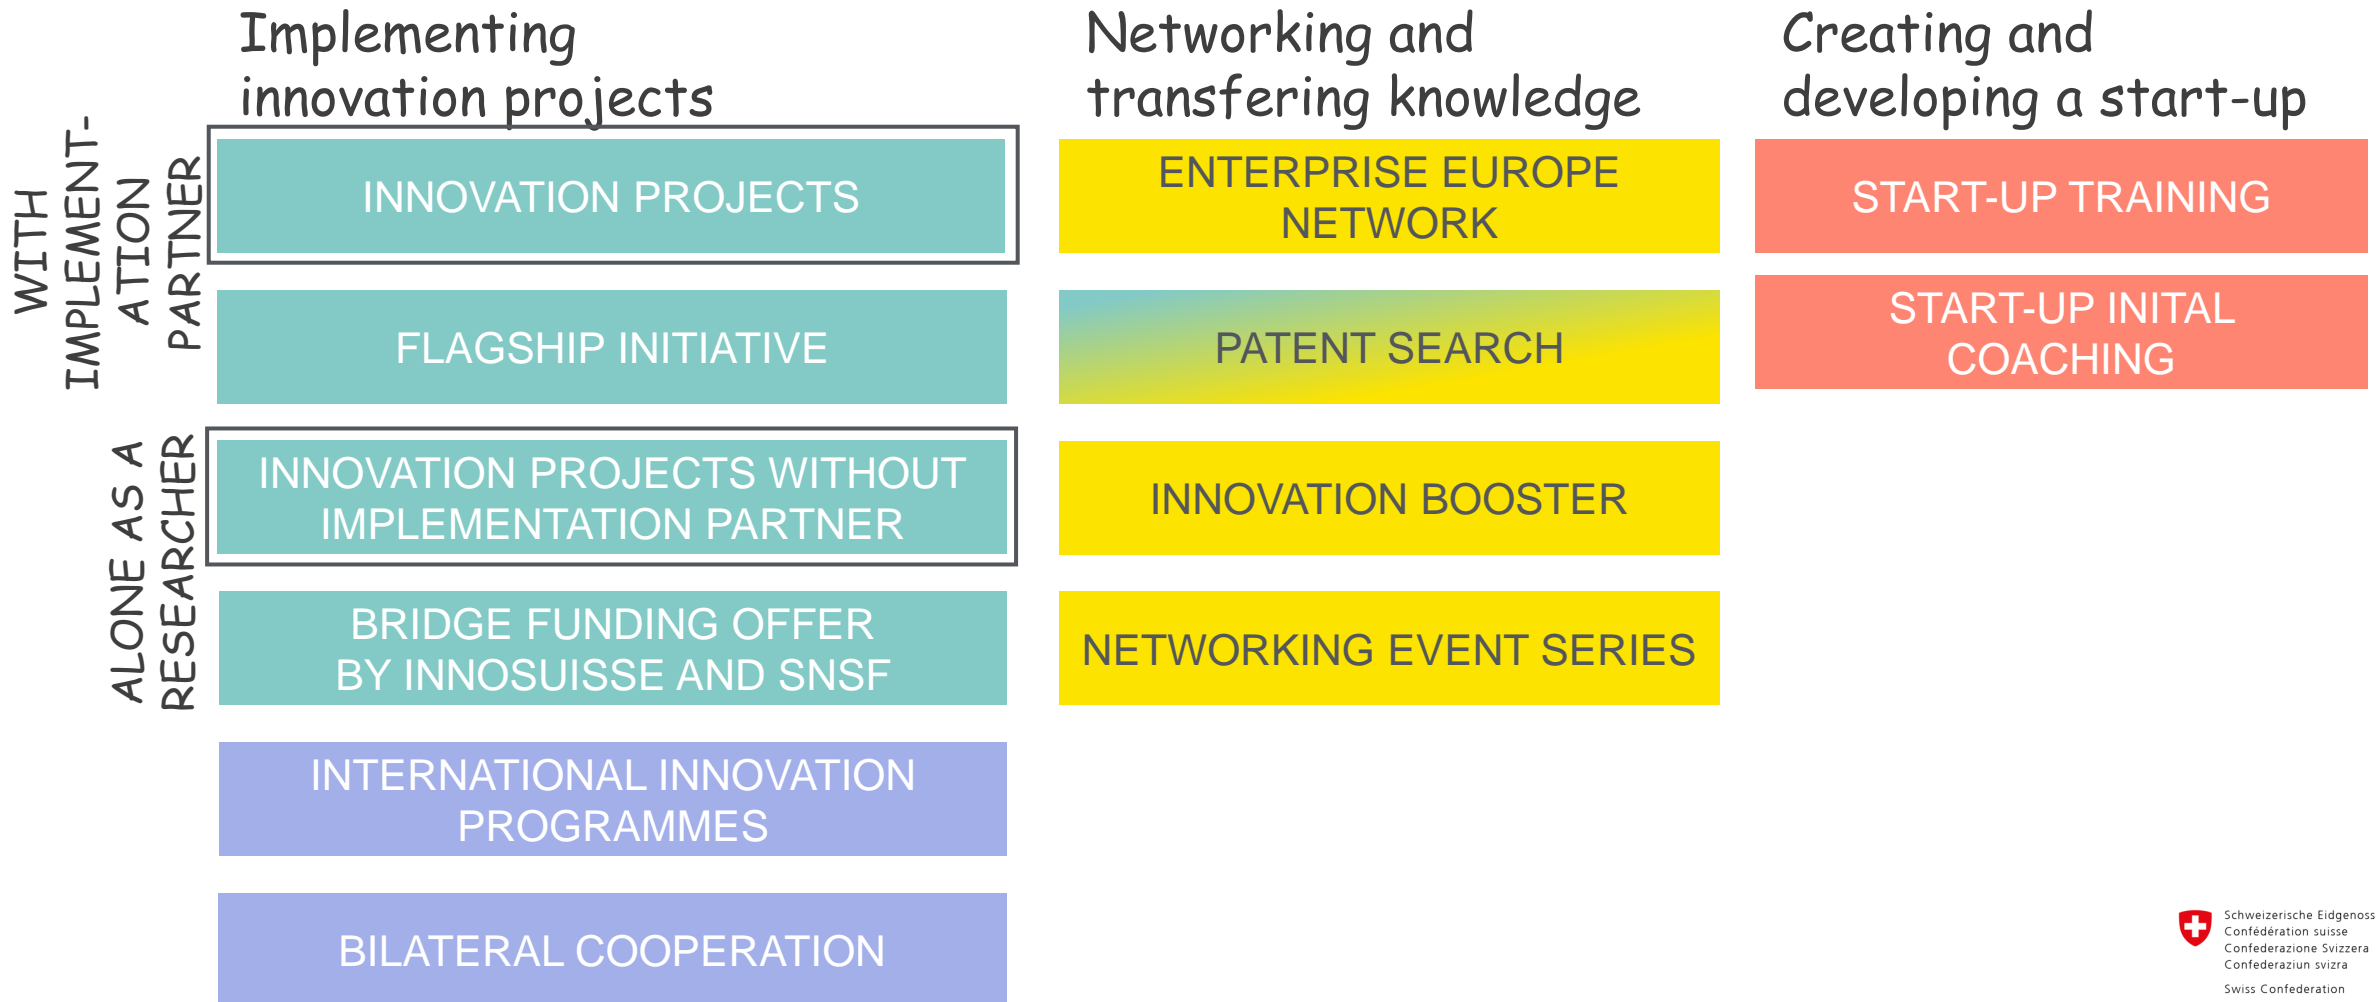 Implementing
innovation projects
Networking and
transfering knowledge
Creating and
developing a start-up
WITH
IMPLEMENT-
ATION
PARTNER
INNOVATION PROJECTS
FLAGSHIP INITIATIVE
ALONE AS A
RESEARCHER
INNOVATION PROJECTS WITHOUT
IMPLEMENTATION PARTNER
BRIDGE FUNDING OFFER
BY INNOSUISSE AND SNSF
INTERNATIONAL INNOVATION
PROGRAMMES
BILATERAL COOPERATION
ENTERPRISE EUROPE
NETWORK
PATENT SEARCH
INNOVATION BOOSTER
NETWORKING EVENT SERIES
START-UP TRAINING
START-UP INITAL
COACHING
Schweizerische Eidgenoss
Confédération suisse
Confederazione Svizzera
Confederaziun svizra
Swiss Confederation